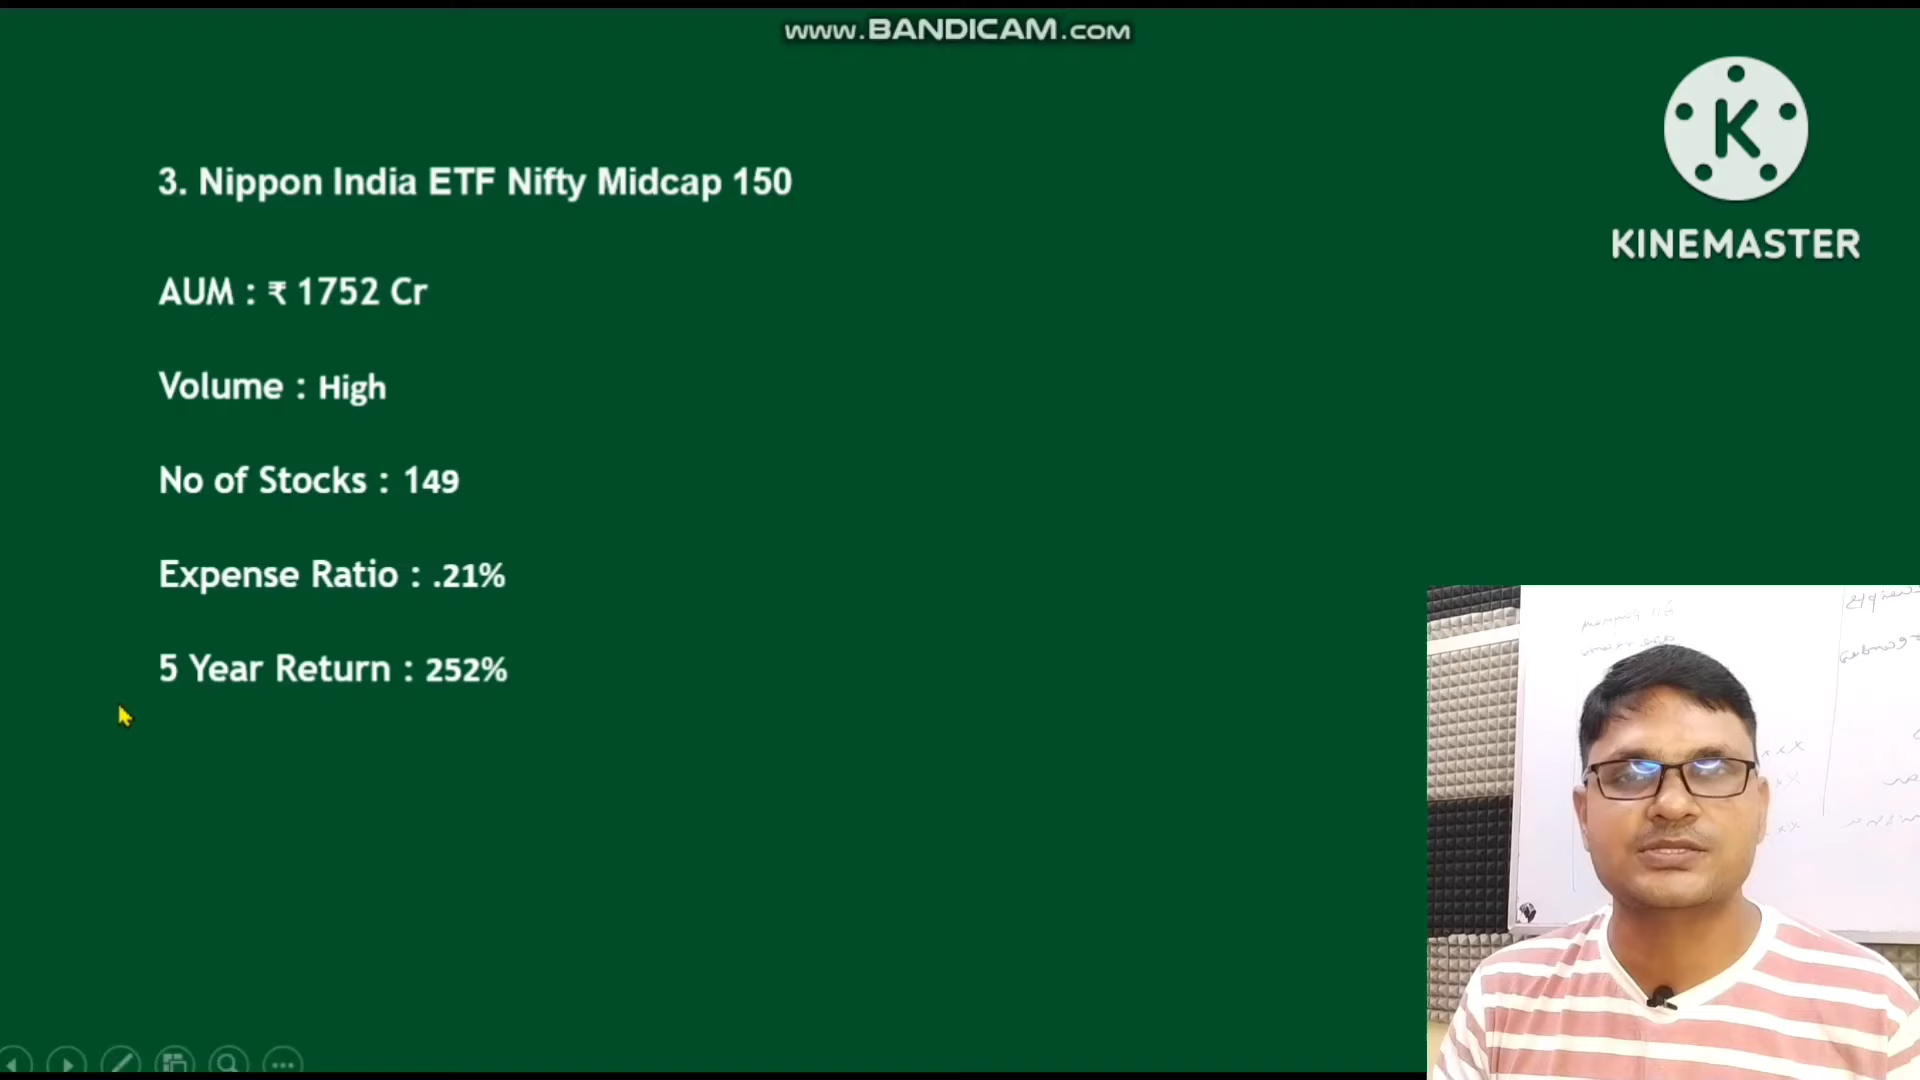 www.BANDICAM.com
K
KINEMASTER
3. Nippon India ETF Nifty Midcap 150
AUM : ₹ 1752 Cr
Volume : High
No of Stocks : 149
Expense Ratio : .21%
5 Year Return : 252%